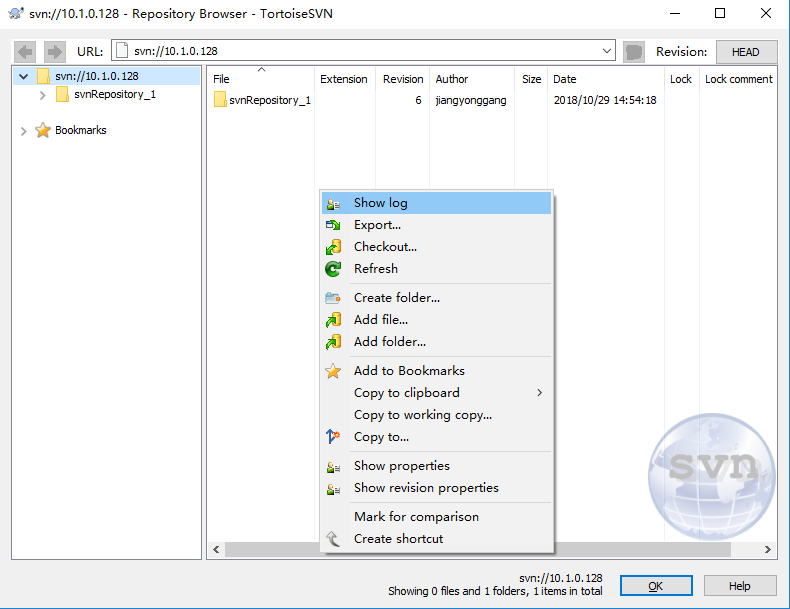 svn://10.1.0.128 - Repository Browser - TortoiseSVN
URL: svn://10.1.0.128 Revision: HEAD
svn://10.1.0.128
svnRepository_1
Bookmarks
File Extension Revision Author Size Date Lock Lock comment
svnRepository_1 6 jiangyonggang 2018/10/29 14:54:18
Show log
Export...
Checkout...
Refresh
Create folder...
Add file...
Add folder...
Add to Bookmarks
Copy to clipboard
Copy to working copy...
Copy to...
Show properties
Show revision properties
Mark for comparison
Create shortcut
svn
svn://10.1.0.128
Showing 0 files and 1 folders, 1 items in total
OK Help